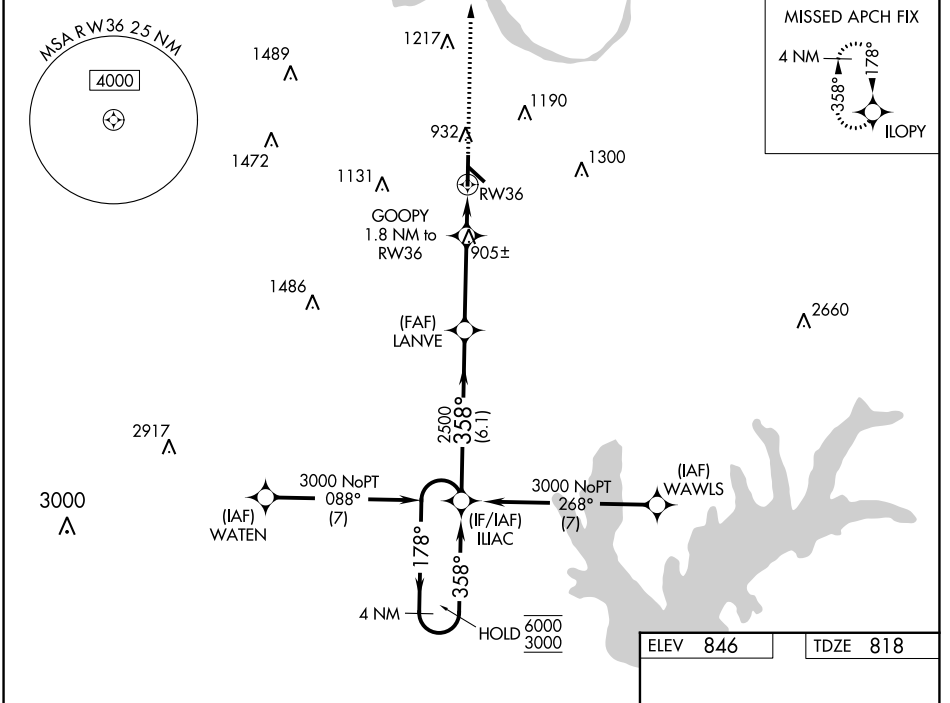 MSA RW36 25 NM
4000
1489
1472
1217
1190
932
1131
1300
RW36
GOOPY
1.8 NM to
RW36
905±
MISSED APCH FIX
4 NM
178°
358°
ILOPY
1486
(FAF)
LANVE
2660
2500
358°
(6.1)
2917
3000
(IAF)
WATEN
3000 NoPT
088°
(7)
(IF/IAF)
ILIAC
3000 NoPT
268°
(7)
(IAF)
WAWLS
178°
358°
4 NM
HOLD
6000
3000
ELEV 846
TDZE 818